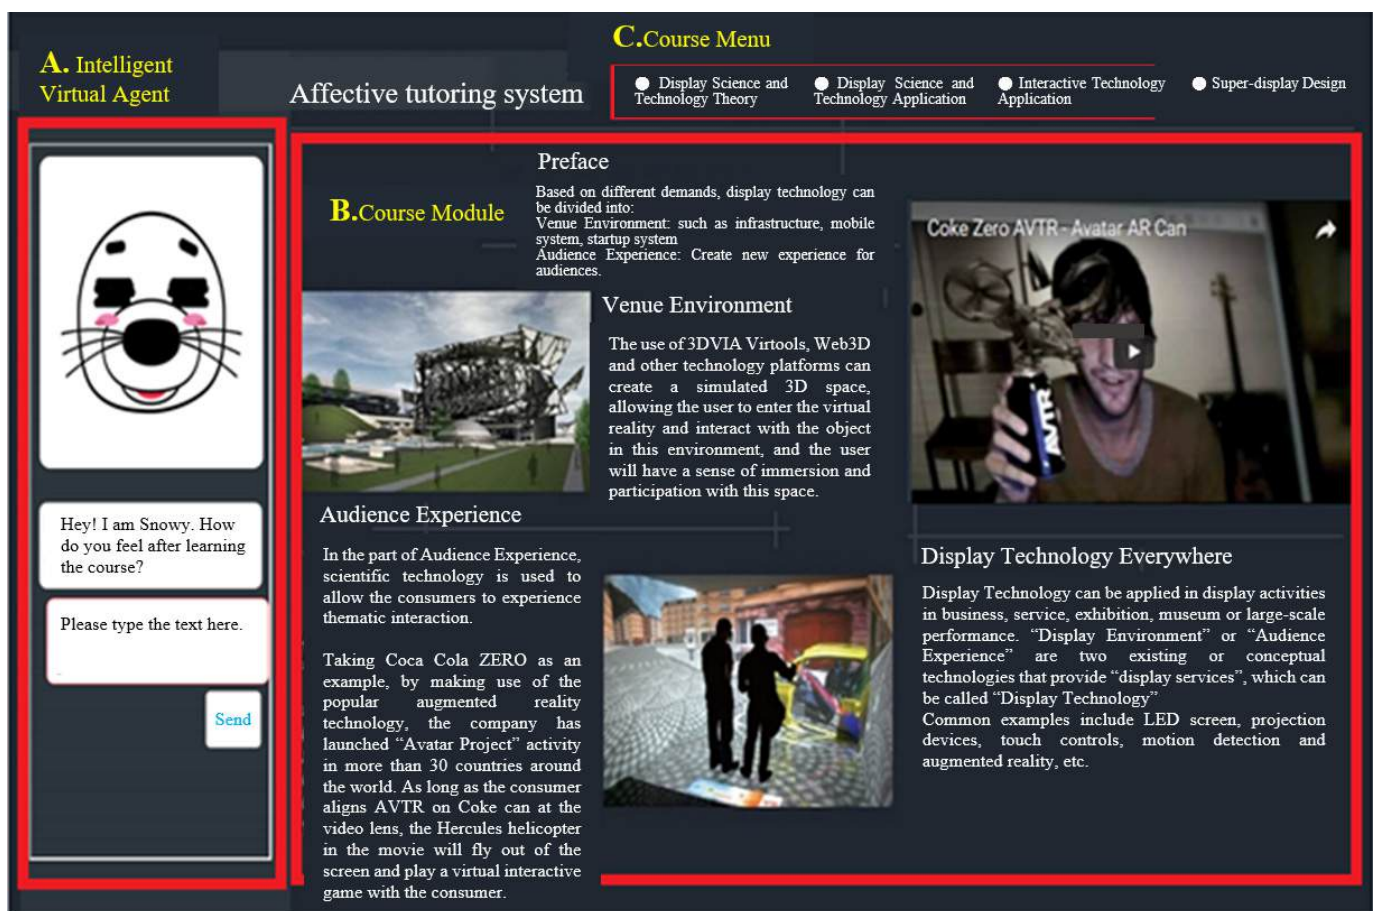 C.Course Menu
A. Intelligent
Virtual Agent
Affective tutoring system
Display Science and
Technology Theory
Display Science and
Technology Application
Interactive Technology
Application
Super-display Design
Hey! I am Snowy. How
do you feel after learning
the course?
Please type the text here.
Send
B.Course Module
Preface
Based on different demands, display technology can
be divided into:
Venue Environment: such as infrastructure, mobile
system, startup system
Audience Experience: Create new experience for
audiences.
Venue Environment
The use of 3DVIA Virtools, Web3D
and other technology platforms can
create a simulated 3D space,
allowing the user to enter the virtual
reality and interact with the object
in this environment, and the user
will have a sense of immersion and
participation with this space.
Audience Experience
In the part of Audience Experience,
scientific technology is used to
allow the consumers to experience
thematic interaction.
Taking Coca Cola ZERO as an
example, by making use of the
popular augmented reality
technology, the company has
launched “Avatar Project” activity
in more than 30 countries around
the world. As long as the consumer
aligns AVTR on Coke can at the
video lens, the Hercules helicopter
in the movie will fly out of the
screen and play a virtual interactive
game with the consumer.
Coke Zero AVTR - Avatar AR Can
AVTR
Display Technology Everywhere
Display Technology can be applied in display activities
in business, service, exhibition, museum or large-scale
performance. “Display Environment” or “Audience
Experience” are two existing or conceptual
technologies that provide “display services”, which can
be called “Display Technology”
Common examples include LED screen, projection
devices, touch controls, motion detection and
augmented reality, etc.